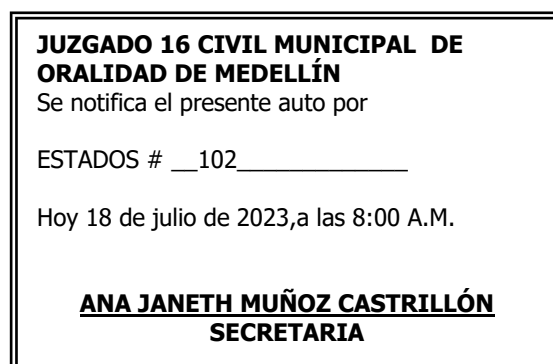 JUZGADO 16 CIVIL MUNICIPAL DE
ORALIDAD DE MEDELLÍN
Se notifica el presente auto por
ESTADOS # __102______________
Hoy 18 de julio de 2023,a las 8:00 A.M.
ANA JANETH MUÑOZ CASTRILLÓN
SECRETARIA